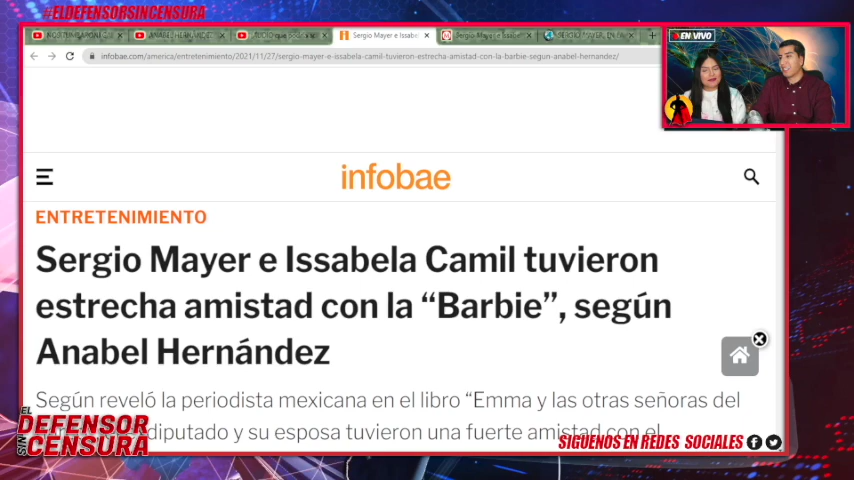 #ELDEFENSORSINCENSURA
Sergio Mayer e Issabe
infobae.com/america/entretenimiento/2021/11/27/sergio-mayer-e-issabela-camil-tuvieron-estrecha-amistad-con-la-barbie-segun-anabel-hernandez/
EN VIVO
infobae
ENTRETENIMIENTO
Sergio Mayer e Issabela Camil tuvieron
estrecha amistad con la “Barbie”, según
Anabel Hernández
Según reveló la periodista mexicana en el libro “Emma y las otras señoras del
diputado y su esposa tuvieron una fuerte amistad con el
EL
DEFENSOR
SIN CENSURA
SIGUENOS EN REDES SOCIALES